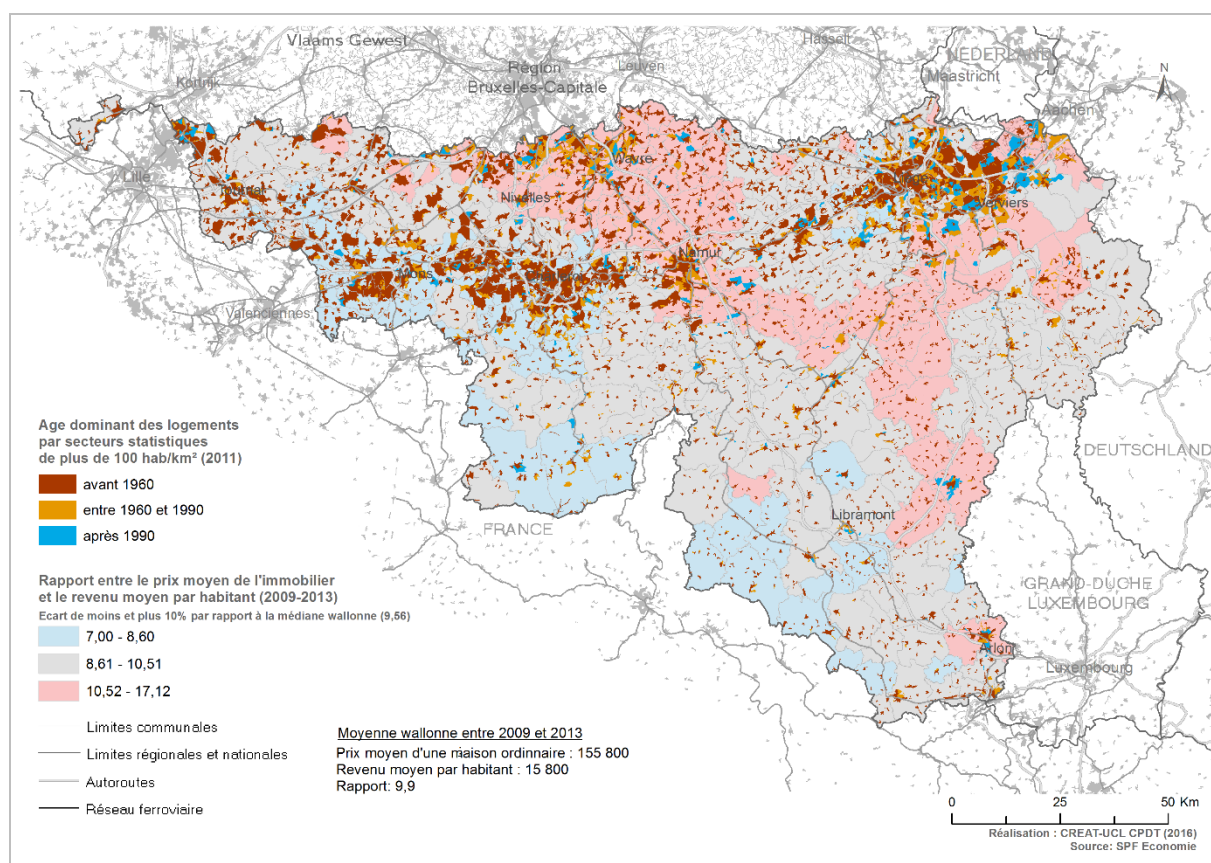 Vlaams Gewest
Hasselt
NEDERLAND
Kortrijk
Région
Bruxelles-Capitale
Leuven
Maastricht
N
Aachen
Lille
Tournai
Wavre
Liège
Nivelles
Verviers
Namur
Mons
Charleroi
Valenciennes
Age dominant des logements
par secteurs statistiques
de plus de 100 hab/km² (2011)
avant 1960
entre 1960 et 1990
après 1990
DEUTSCHLAND
Libramont
FRANCE
GRAND-DUCHE
LUXEMBOURG
Arlon
Luxembourg
Rapport entre le prix moyen de l'immobilier
et le revenu moyen par habitant (2009-2013)
Ecart de moins et plus 10% par rapport à la médiane wallonne (9,56)
7,00 - 8,60
8,61 - 10,51
10,52 - 17,12
Limites communales
Limites régionales et nationales
Autoroutes
Réseau ferroviaire
Moyenne wallonne entre 2009 et 2013
Prix moyen d'une maison ordinnaire : 155 800
Revenu moyen par habitant : 15 800
Rapport: 9,9
0 25 50 Km
Réalisation : CREAT-UCL CPDT (2016)
Source: SPF Economie